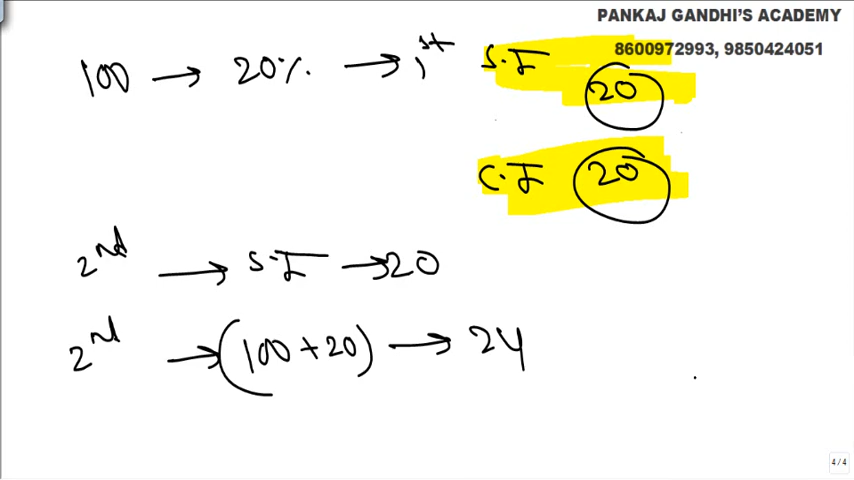 PANKAJ GANDHI'S ACADEMY
8600972993, 9850424051
100 → 20% → 1st S.I 20
C.I 20
2nd → S.I → 20
2nd → (100 + 20) → 24
4/4